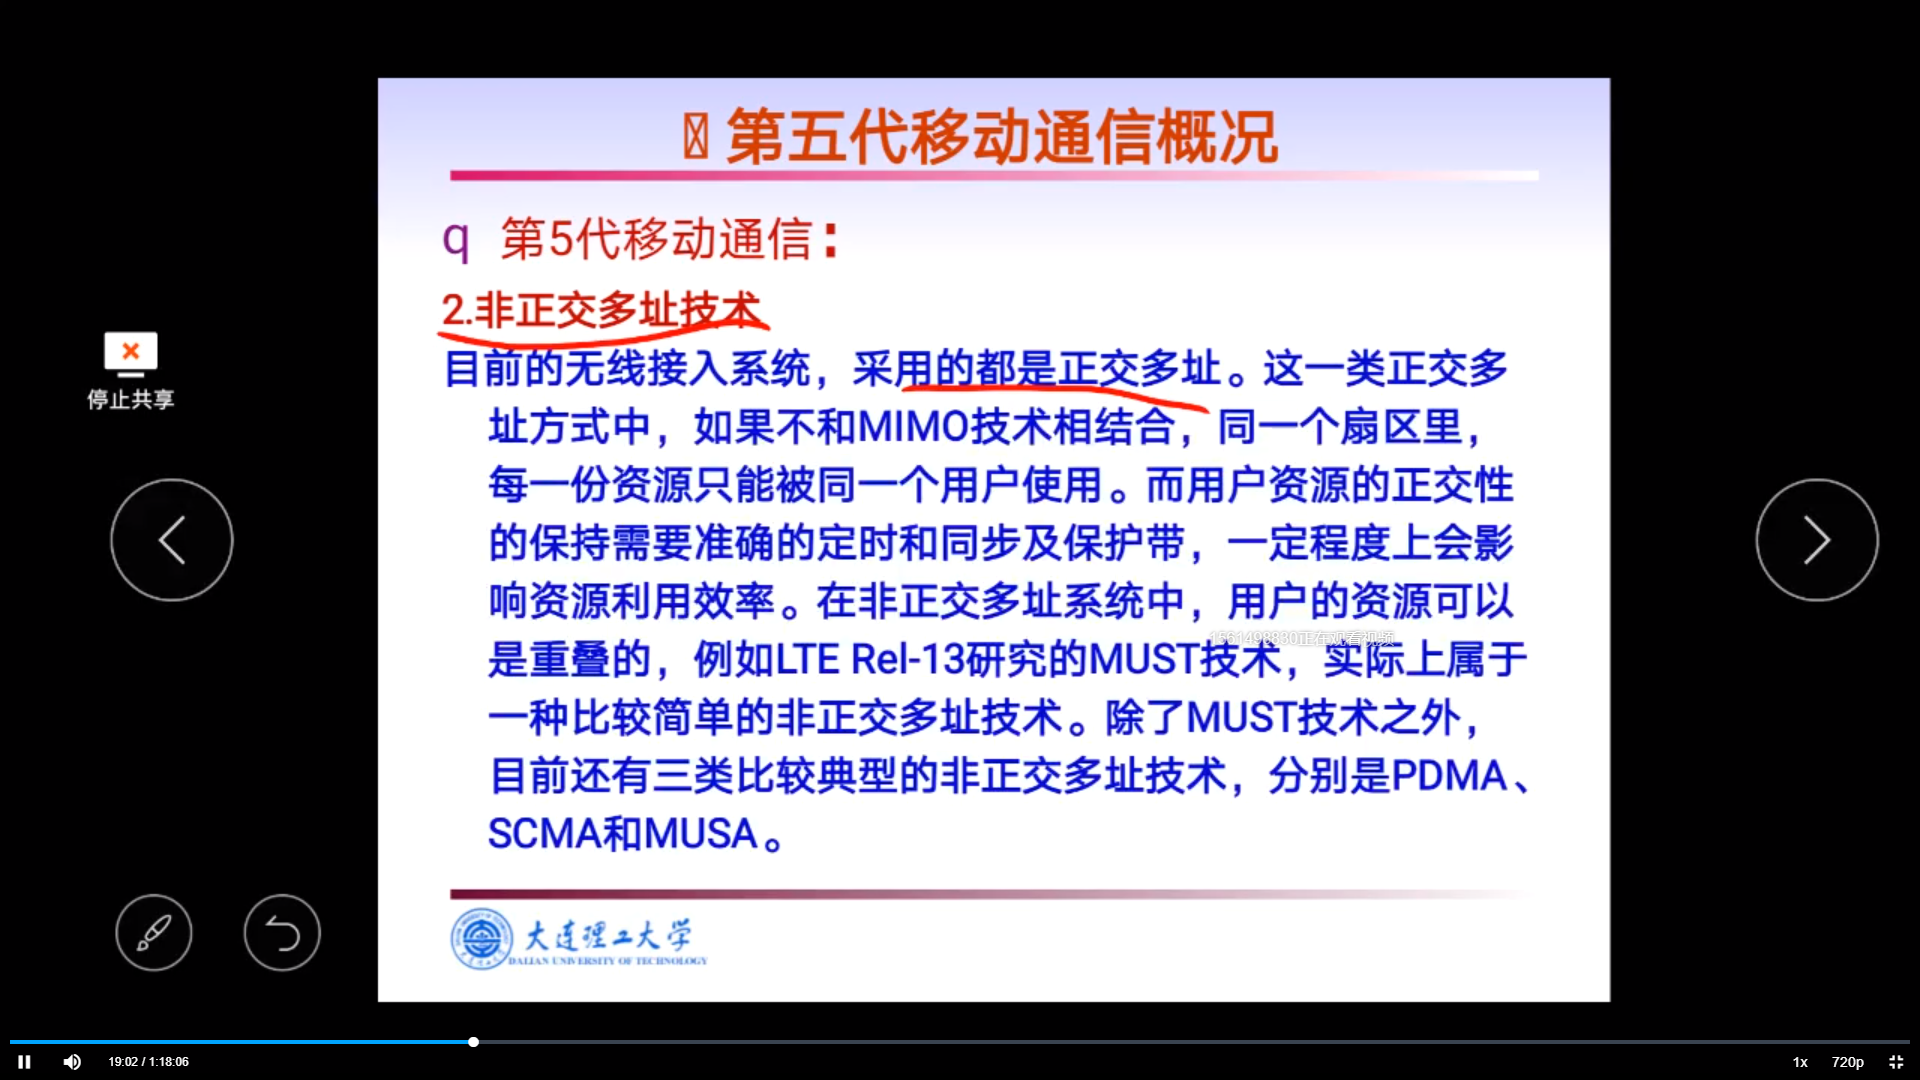 第五代移动通信概况
q 第5代移动通信：
2.非正交多址技术
目前的无线接入系统，采用的都是正交多址。这一类正交多
址方式中，如果不和MIMO技术相结合，同一个扇区里，
每一份资源只能被同一个用户使用。而用户资源的正交性
的保持需要准确的定时和同步及保护带，一定程度上会影
响资源利用效率。在非正交多址系统中，用户的资源可以
是重叠的，例如LTE Rel-13研究的MUST技术，实际上属于
一种比较简单的非正交多址技术。除了MUST技术之外，
目前还有三类比较典型的非正交多址技术，分别是PDMA、
SCMA和MUSA。
停止共享
正在观看视频
大连理工大学
DALIAN UNIVERSITY OF TECHNOLOGY
19:02 / 1:18:06
1x
720p